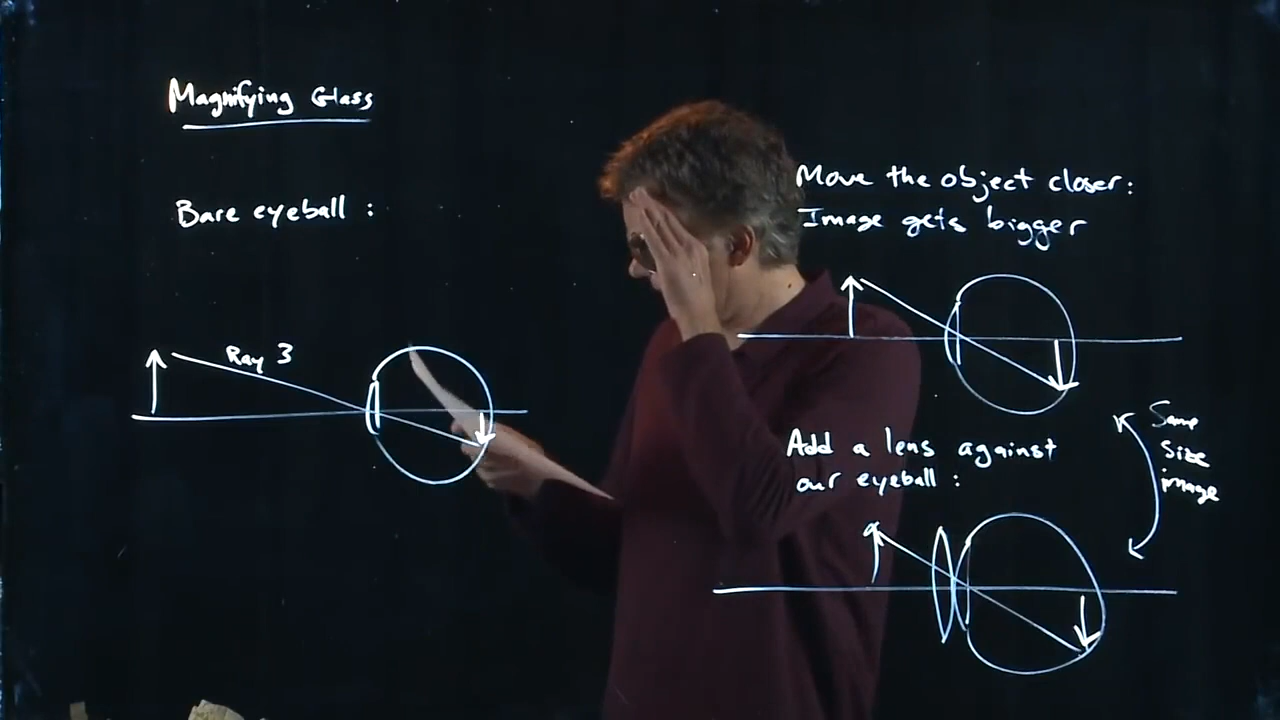 Magnifying Glass
Bare eyeball :
Ray 3
Move the object closer:
Image gets bigger
Add a lens against
our eyeball :
Same
Size
image